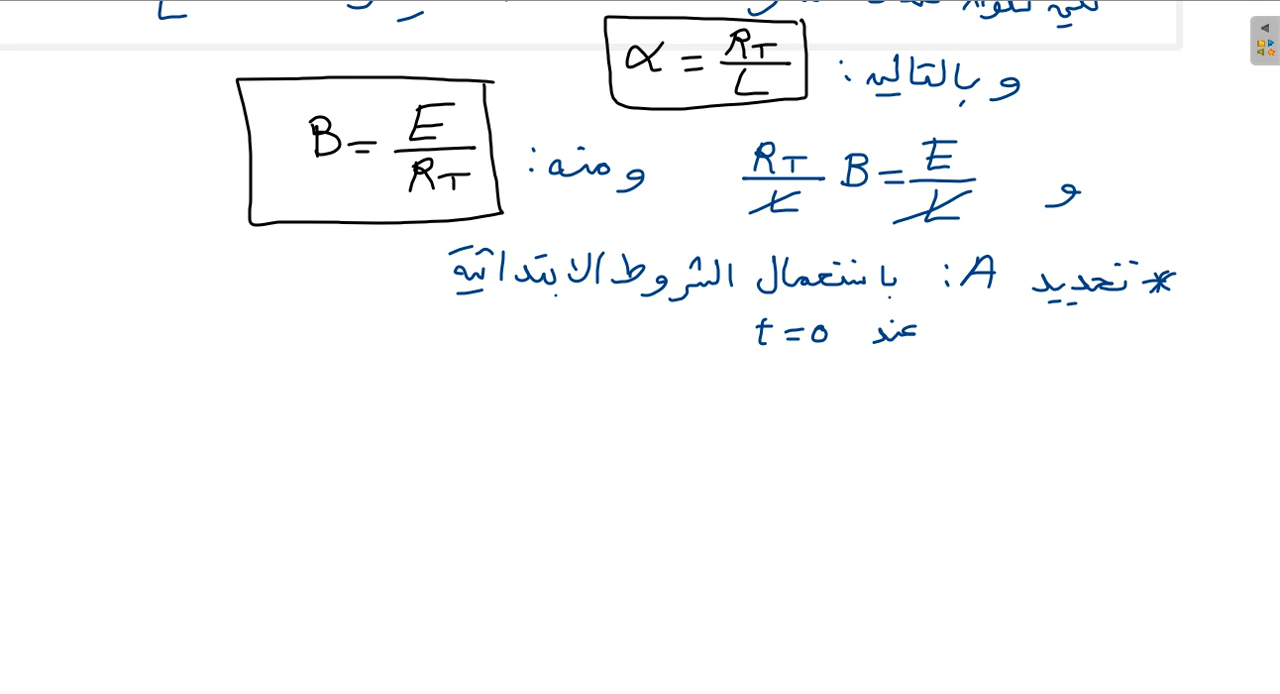 وبالتالي: α = R_T / L
و R_T / L B = E / L ومنه: B = E / R_T
* تحديد A: باستعمال الشروط الابتدائية
عند t = 0